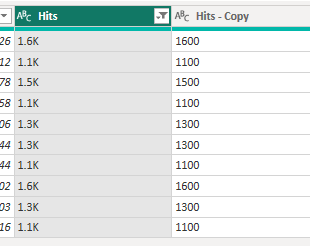 ABC Hits ABC Hits - Copy
26 1.6K 1600
12 1.1K 1100
78 1.5K 1500
58 1.1K 1100
06 1.3K 1300
44 1.3K 1300
44 1.1K 1100
02 1.6K 1600
03 1.3K 1300
16 1.1K 1100